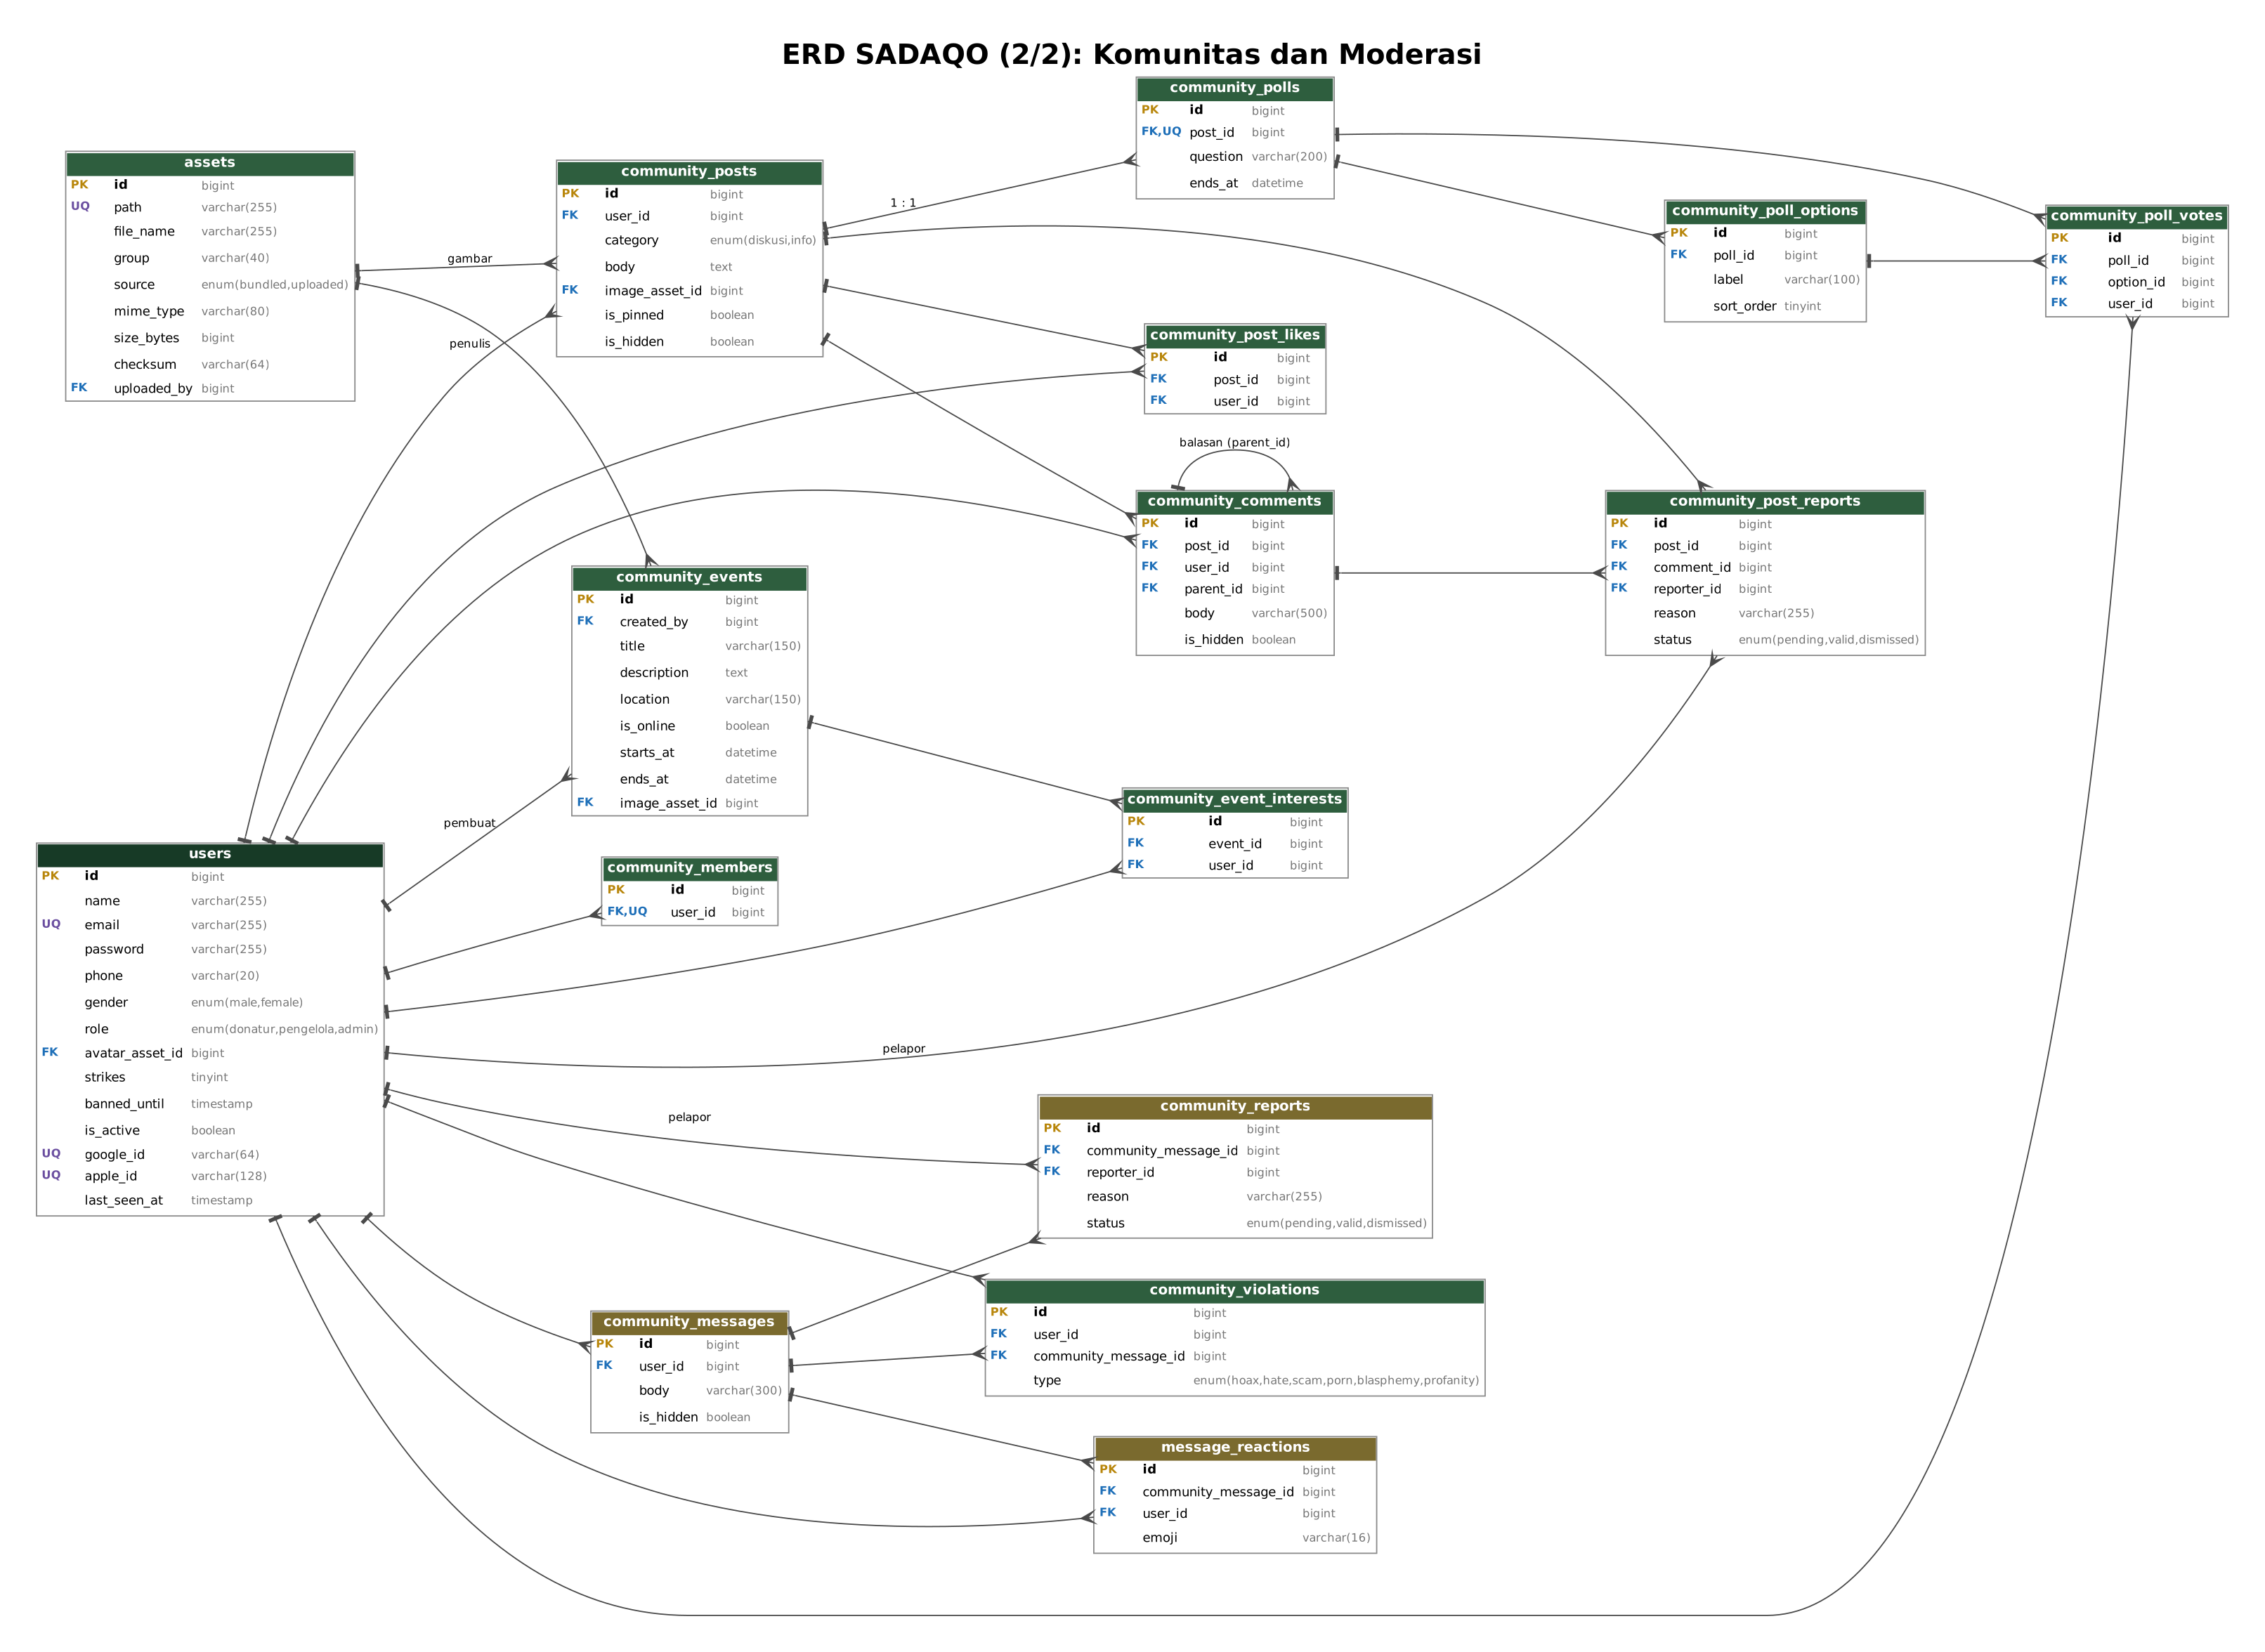 ERD SADAQO (2/2): Komunitas dan Moderasi
community_polls
PK id bigint
FK,UQ post_id bigint
question varchar(200)
ends_at datetime
assets
PK id bigint
UQ path varchar(255)
file_name varchar(255)
group varchar(40)
source enum(bundled,uploaded)
mime_type varchar(80)
size_bytes bigint
checksum varchar(64)
FK uploaded_by bigint
community_posts
PK id bigint
FK user_id bigint
category enum(diskusi,info)
body text
FK image_asset_id bigint
is_pinned boolean
is_hidden boolean
1 : 1
gambar
penulis
community_poll_options
PK id bigint
FK poll_id bigint
label varchar(100)
sort_order tinyint
community_poll_votes
PK id bigint
FK poll_id bigint
FK option_id bigint
FK user_id bigint
community_post_likes
PK id bigint
FK post_id bigint
FK user_id bigint
balasan (parent_id)
community_comments
PK id bigint
FK post_id bigint
FK user_id bigint
FK parent_id bigint
body varchar(500)
is_hidden boolean
community_post_reports
PK id bigint
FK post_id bigint
FK comment_id bigint
FK reporter_id bigint
reason varchar(255)
status enum(pending,valid,dismissed)
community_events
PK id bigint
FK created_by bigint
title varchar(150)
description text
location varchar(150)
is_online boolean
starts_at datetime
ends_at datetime
FK image_asset_id bigint
pembuat
community_event_interests
PK id bigint
FK event_id bigint
FK user_id bigint
users
PK id bigint
name varchar(255)
UQ email varchar(255)
password varchar(255)
phone varchar(20)
gender enum(male,female)
role enum(donatur,pengelola,admin)
FK avatar_asset_id bigint
strikes tinyint
banned_until timestamp
is_active boolean
UQ google_id varchar(64)
UQ apple_id varchar(128)
last_seen_at timestamp
community_members
PK id bigint
FK,UQ user_id bigint
pelapor
pelapor
community_reports
PK id bigint
FK community_message_id bigint
FK reporter_id bigint
reason varchar(255)
status enum(pending,valid,dismissed)
community_violations
PK id bigint
FK user_id bigint
FK community_message_id bigint
type enum(hoax,hate,scam,porn,blasphemy,profanity)
community_messages
PK id bigint
FK user_id bigint
body varchar(300)
is_hidden boolean
message_reactions
PK id bigint
FK community_message_id bigint
FK user_id bigint
emoji varchar(16)